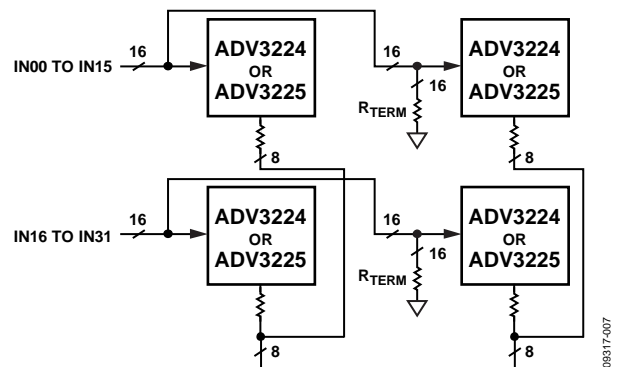 16
IN00 TO IN15
ADV3224
OR
ADV3225
16
16
RTERM
ADV3224
OR
ADV3225
8
8
16
IN16 TO IN31
ADV3224
OR
ADV3225
16
16
RTERM
ADV3224
OR
ADV3225
8
8
09317-007